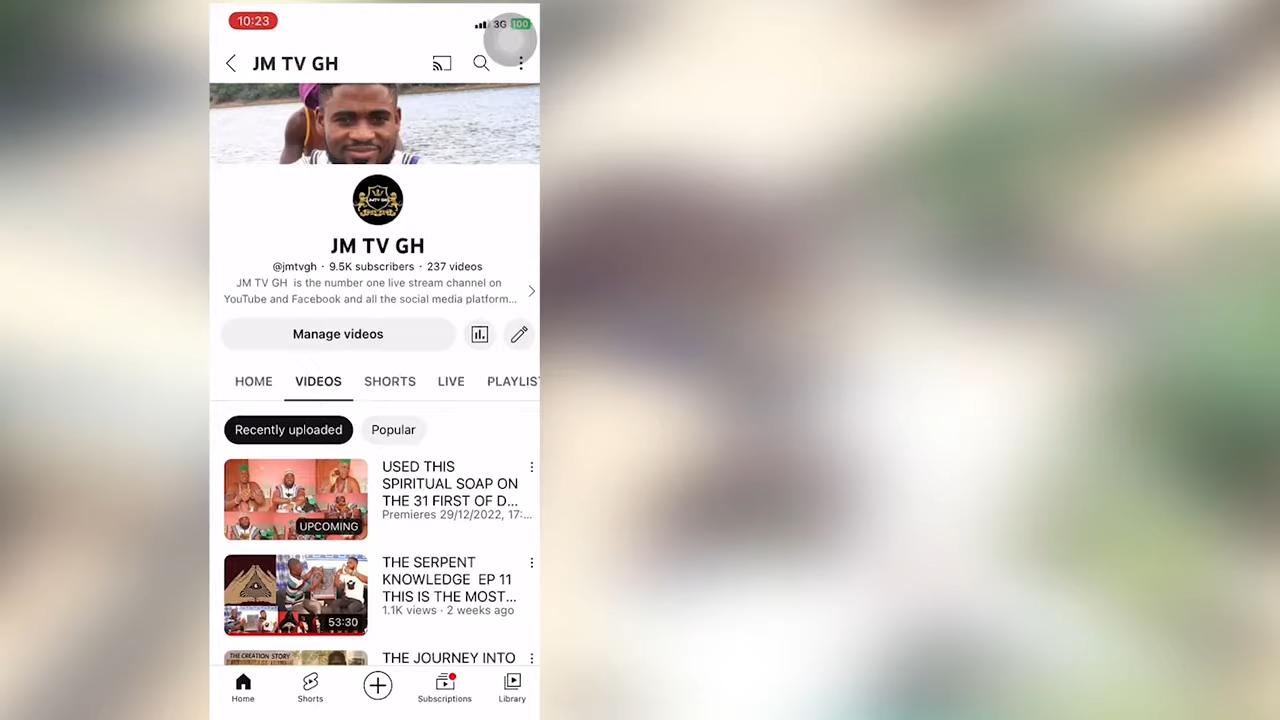 10:23
3G
100
JM TV GH
JM TV GH
@jmtvgh · 9.5K subscribers · 237 videos
JM TV GH is the number one live stream channel on
YouTube and Facebook and all the social media platform...
Manage videos
HOME VIDEOS SHORTS LIVE PLAYLIS
Recently uploaded Popular
USED THIS
SPIRITUAL SOAP ON
THE 31 FIRST OF D...
Premieres 29/12/2022, 17:...
UPCOMING
THE SERPENT
KNOWLEDGE EP 11
THIS IS THE MOST...
1.1K views · 2 weeks ago
53:30
THE CREATION STORY
THE JOURNEY INTO
Home Shorts Subscriptions Library